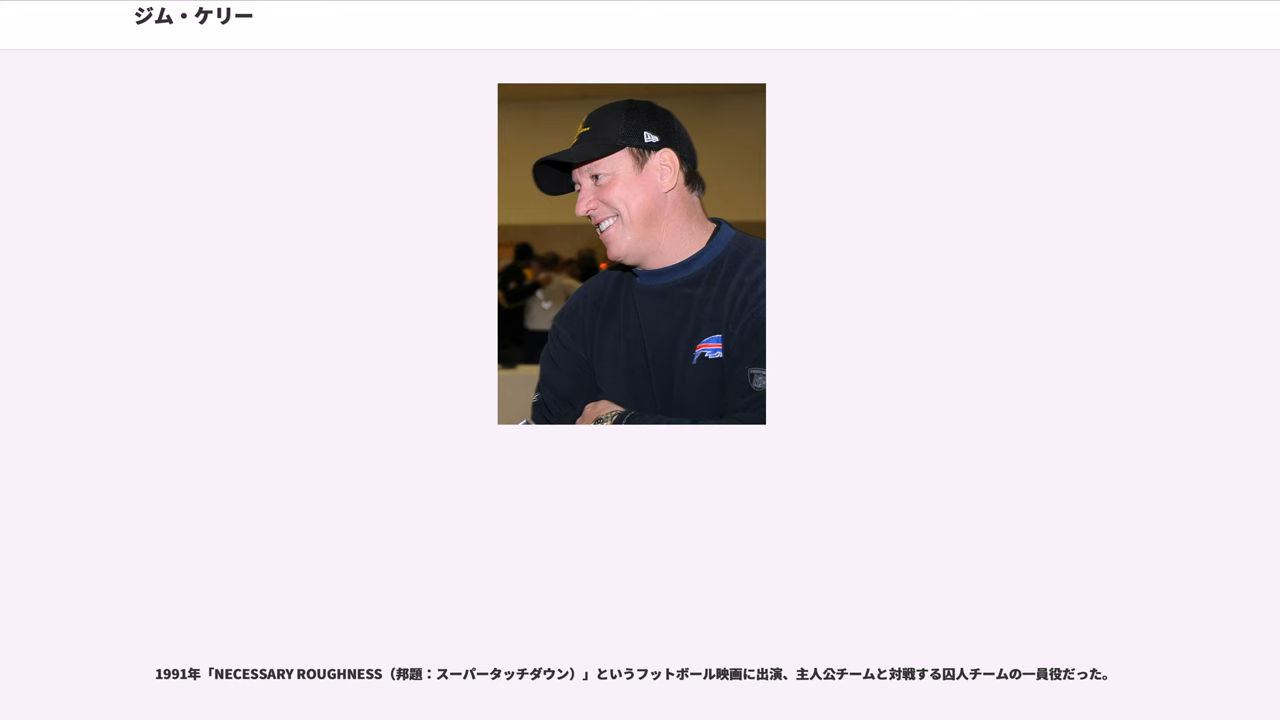 ジム・ケリー
1991年「NECESSARY ROUGHNESS（邦題：スーパータッチダウン）」というフットボール映画に出演、主人公チームと対戦する囚人チームの一員役だった。